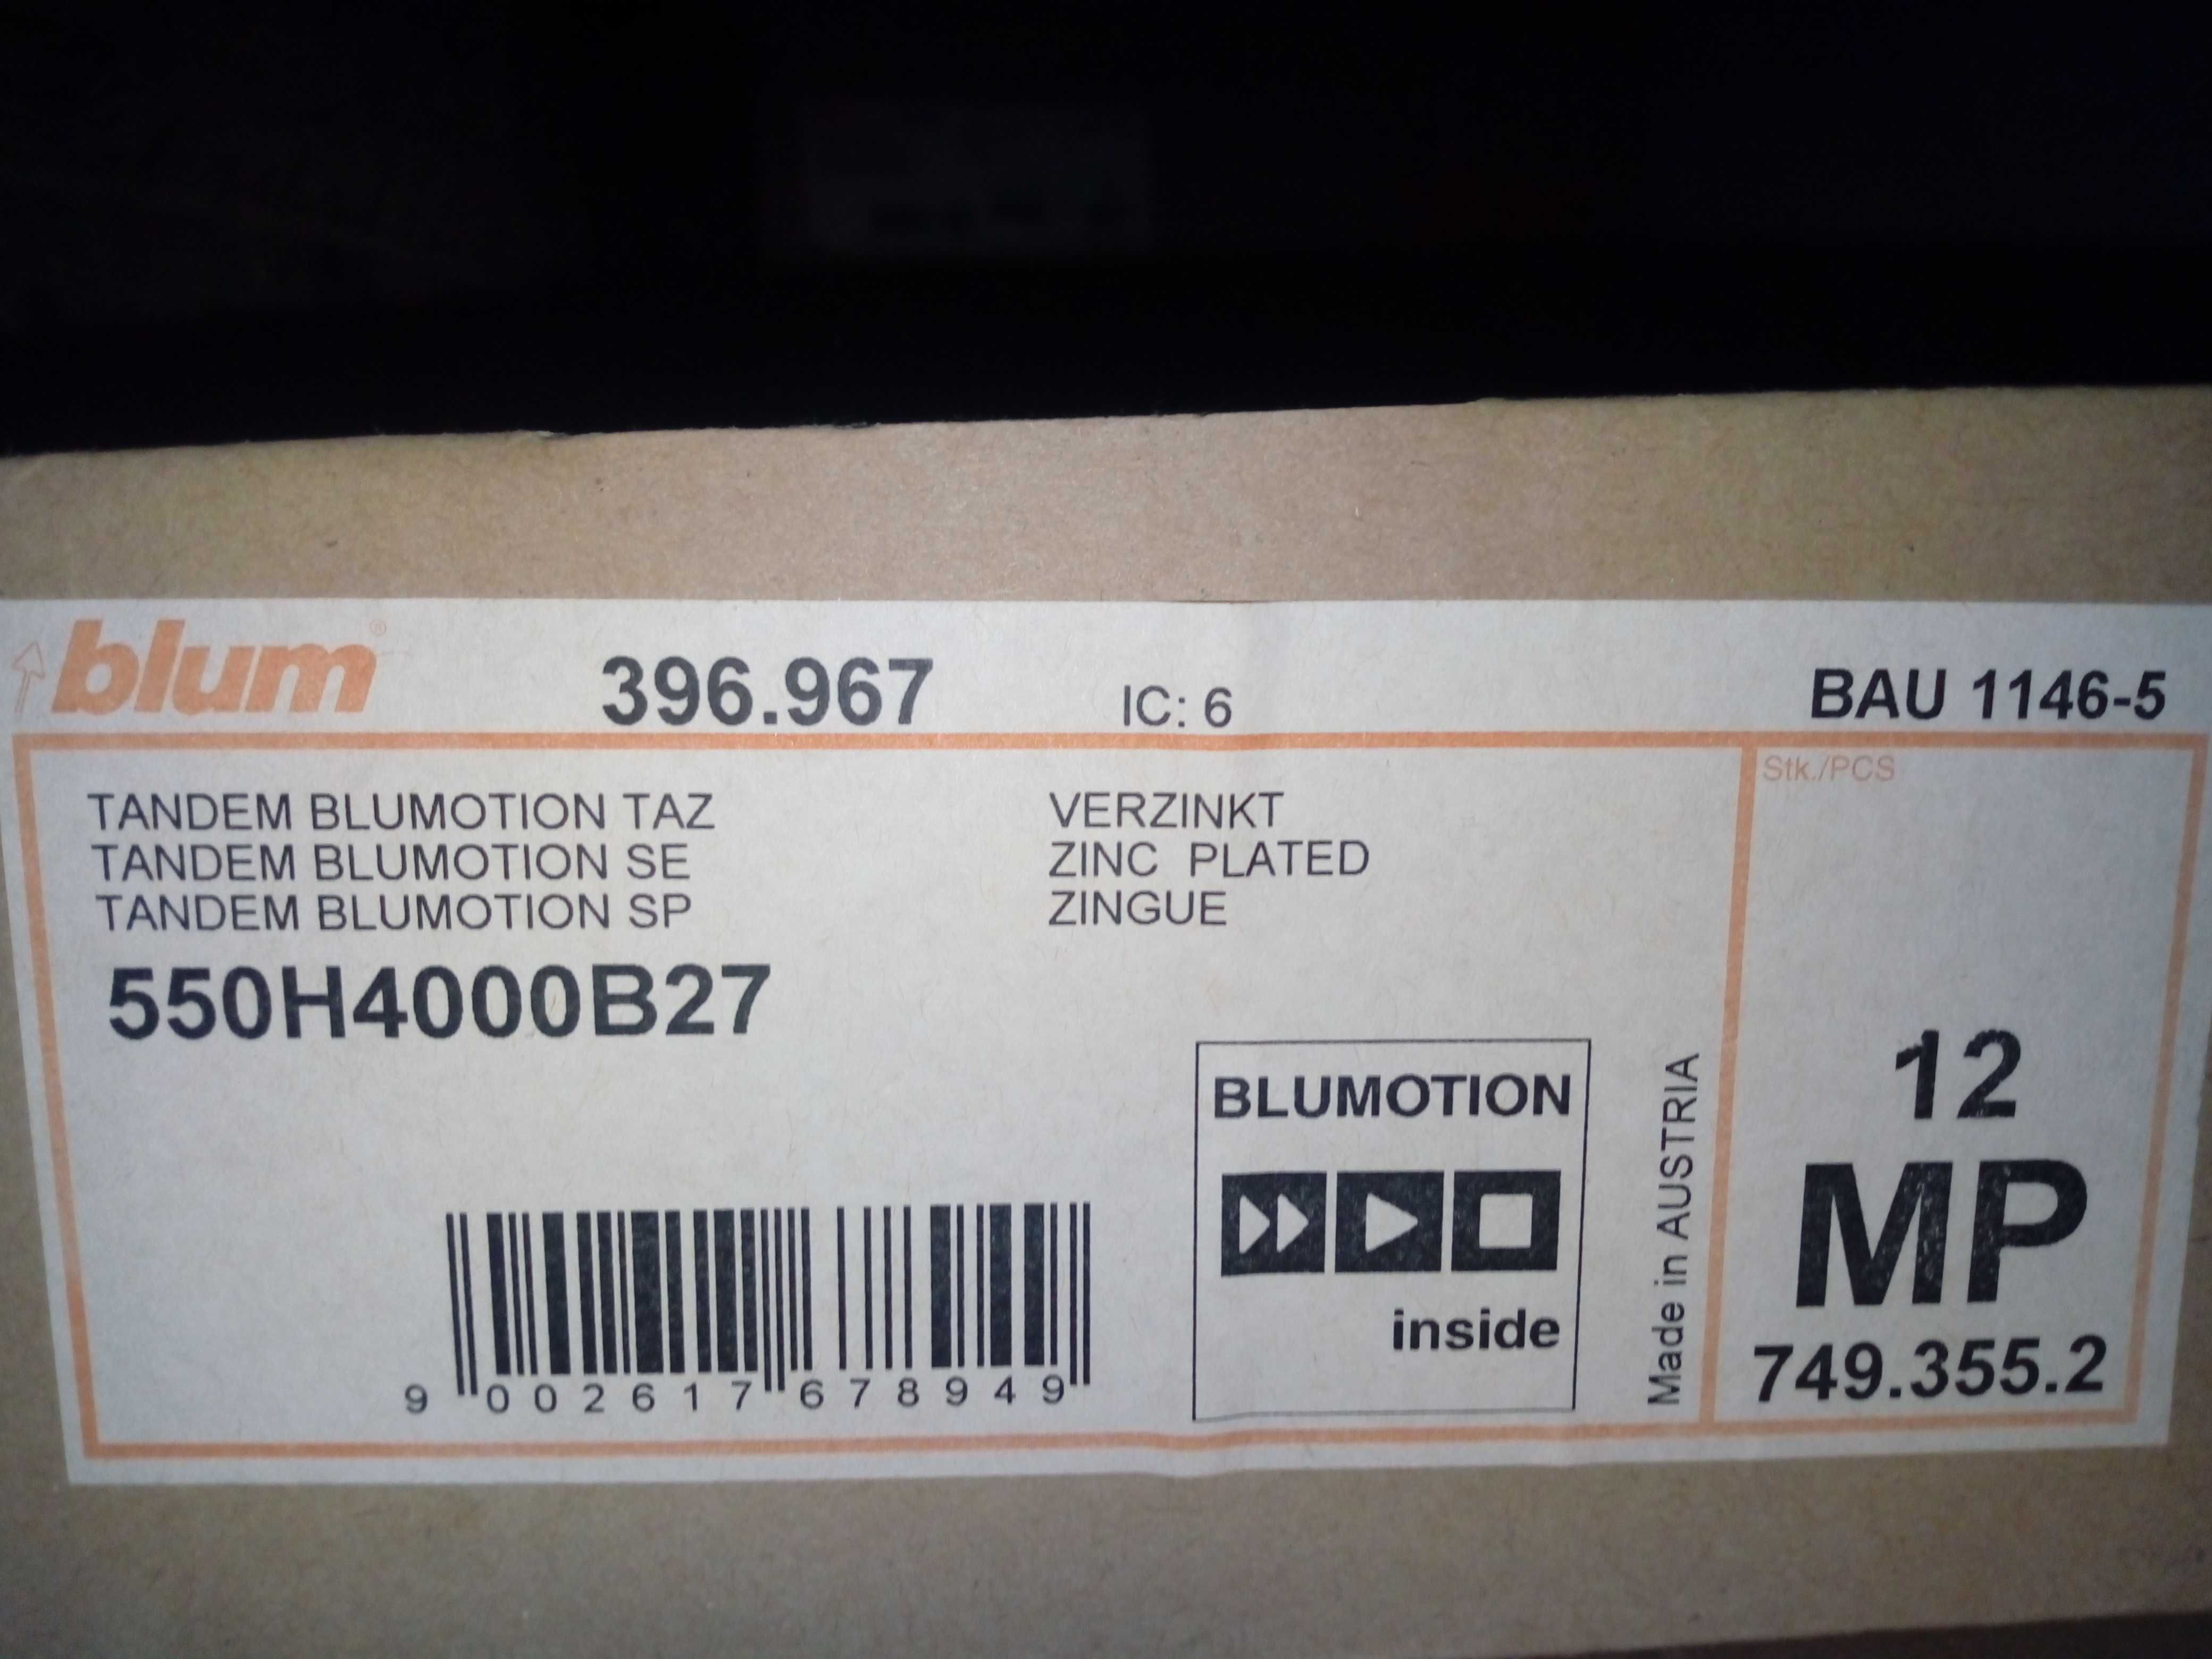 blum®
396.967 IC: 6 BAU 1146-5
TANDEM BLUMOTION TAZ VERZINKT
TANDEM BLUMOTION SE ZINC PLATED
TANDEM BLUMOTION SP ZINGUE
550H4000B27
BLUMOTION
inside
9 002617 678949
Made in AUSTRIA
Stk./PCS
12
MP
749.355.2